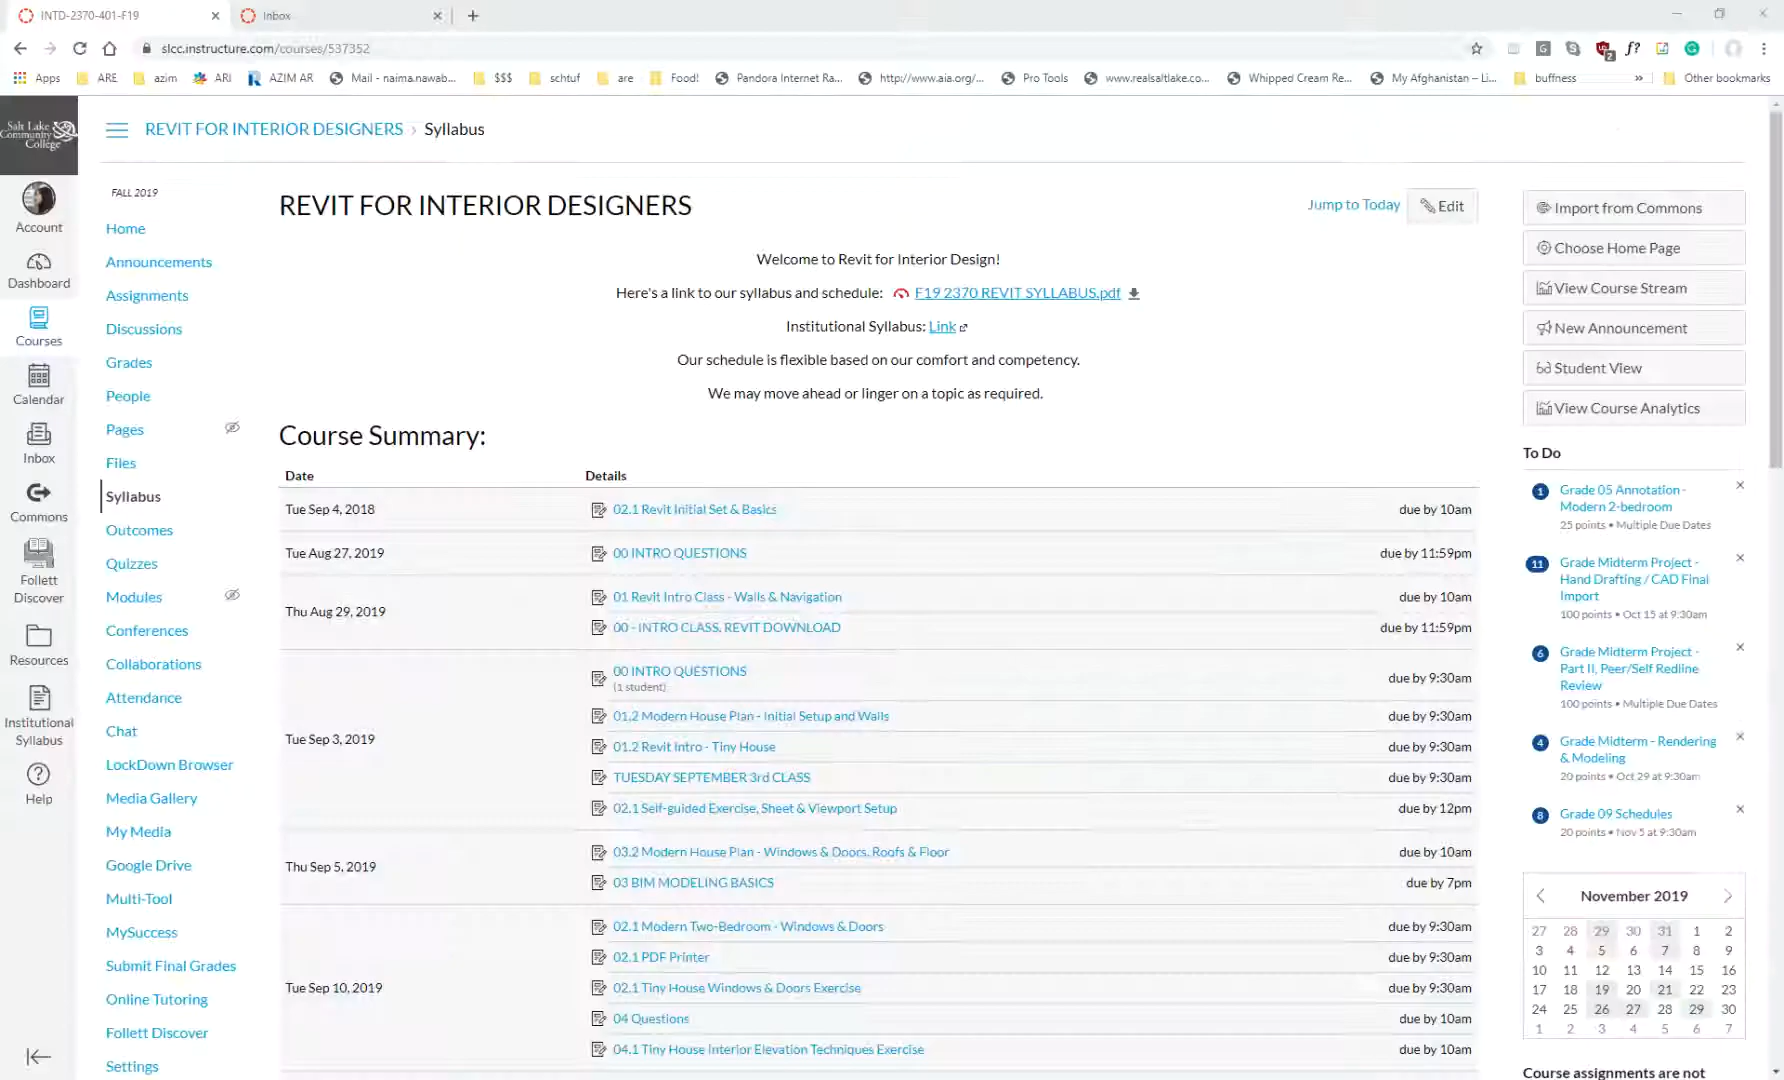 INTD-2370-401-F19
Inbox
slcc.instructure.com/courses/537352
Apps
ARE
azim
ARI
AZIM AR
Mail - naima.nawab...
$$$
schtuf
are
Food!
Pandora Internet Ra...
http://www.aia.org/...
Pro Tools
www.realsaltlake.co...
Whipped Cream Re...
My Afghanistan – Li...
buffness
»
Other bookmarks
Salt Lake
Community
College
REVIT FOR INTERIOR DESIGNERS › Syllabus
Account
Dashboard
Courses
Calendar
Inbox
Commons
Follett
Discover
Resources
Institutional
Syllabus
Help
FALL 2019
Home
Announcements
Assignments
Discussions
Grades
People
Pages
Files
Syllabus
Outcomes
Quizzes
Modules
Conferences
Collaborations
Attendance
Chat
LockDown Browser
Media Gallery
My Media
Google Drive
Multi-Tool
MySuccess
Submit Final Grades
Online Tutoring
Follett Discover
Settings
REVIT FOR INTERIOR DESIGNERS
Jump to Today
Edit
Welcome to Revit for Interior Design!
Here's a link to our syllabus and schedule: F19 2370 REVIT SYLLABUS.pdf
Institutional Syllabus: Link
Our schedule is flexible based on our comfort and competency.
We may move ahead or linger on a topic as required.
Course Summary:
Date Details
Tue Sep 4, 2018 02.1 Revit Initial Set & Basics due by 10am
Tue Aug 27, 2019 00 INTRO QUESTIONS due by 11:59pm
Thu Aug 29, 2019
01 Revit Intro Class - Walls & Navigation due by 10am
00 - INTRO CLASS. REVIT DOWNLOAD due by 11:59pm
Tue Sep 3, 2019
00 INTRO QUESTIONS due by 9:30am
(1 student)
01.2 Modern House Plan - Initial Setup and Walls due by 9:30am
01.2 Revit Intro - Tiny House due by 9:30am
TUESDAY SEPTEMBER 3rd CLASS due by 9:30am
02.1 Self-guided Exercise, Sheet & Viewport Setup due by 12pm
Thu Sep 5, 2019
03.2 Modern House Plan - Windows & Doors. Roofs & Floor due by 10am
03 BIM MODELING BASICS due by 7pm
Tue Sep 10, 2019
02.1 Modern Two-Bedroom - Windows & Doors due by 9:30am
02.1 PDF Printer due by 9:30am
02.1 Tiny House Windows & Doors Exercise due by 9:30am
04 Questions due by 10am
04.1 Tiny House Interior Elevation Techniques Exercise due by 10am
Import from Commons
Choose Home Page
View Course Stream
New Announcement
Student View
View Course Analytics
To Do
1 Grade 05 Annotation -
Modern 2-bedroom
25 points • Multiple Due Dates
11 Grade Midterm Project -
Hand Drafting / CAD Final
Import
100 points • Oct 15 at 9:30am
6 Grade Midterm Project -
Part II, Peer/Self Redline
Review
100 points • Multiple Due Dates
4 Grade Midterm - Rendering
& Modeling
20 points • Oct 29 at 9:30am
8 Grade 09 Schedules
20 points • Nov 5 at 9:30am
November 2019
27 28 29 30 31 1 2
3 4 5 6 7 8 9
10 11 12 13 14 15 16
17 18 19 20 21 22 23
24 25 26 27 28 29 30
1 2 3 4 5 6 7
Course assignments are not